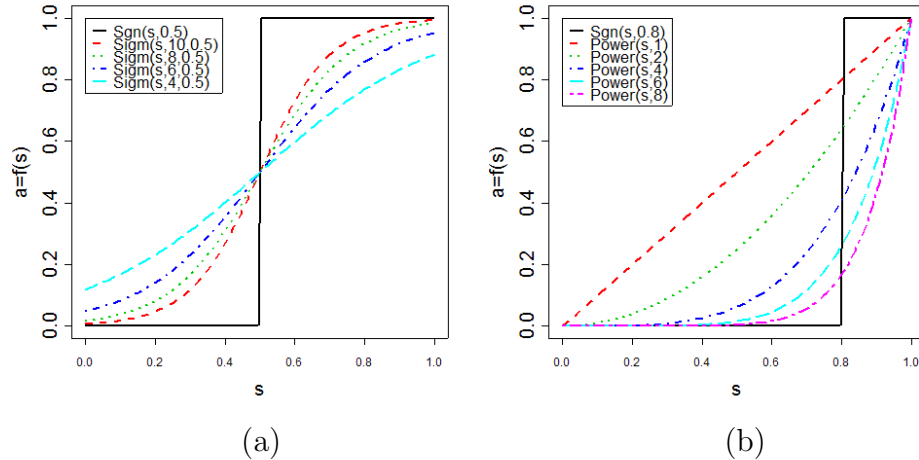 Sgn(s,0.5)
Sigm(s,10,0.5)
Sigm(s,8,0.5)
Sigm(s,6,0.5)
Sigm(s,4,0.5)
a=f(s)
1.0
0.8
0.6
0.4
0.2
0.0
0.0 0.2 0.4 0.6 0.8 1.0
s
(a)
Sgn(s,0.8)
Power(s,1)
Power(s,2)
Power(s,4)
Power(s,6)
Power(s,8)
a=f(s)
1.0
0.8
0.6
0.4
0.2
0.0
0.0 0.2 0.4 0.6 0.8 1.0
s
(b)